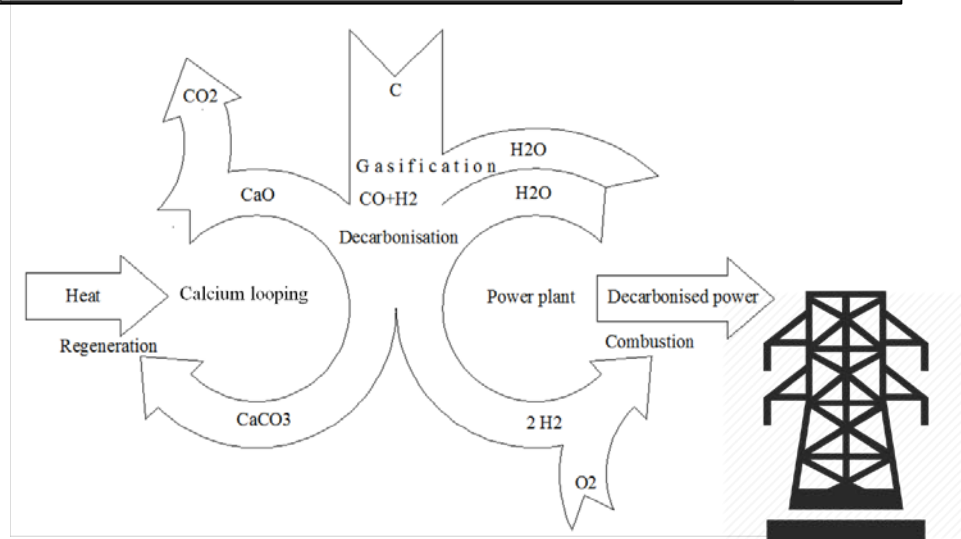 C
CO2
H2O
Gasification
CaO
CO+H2
H2O
Decarbonisation
Heat
Calcium looping
Power plant
Decarbonised power
Regeneration
Combustion
CaCO3
2 H2
O2